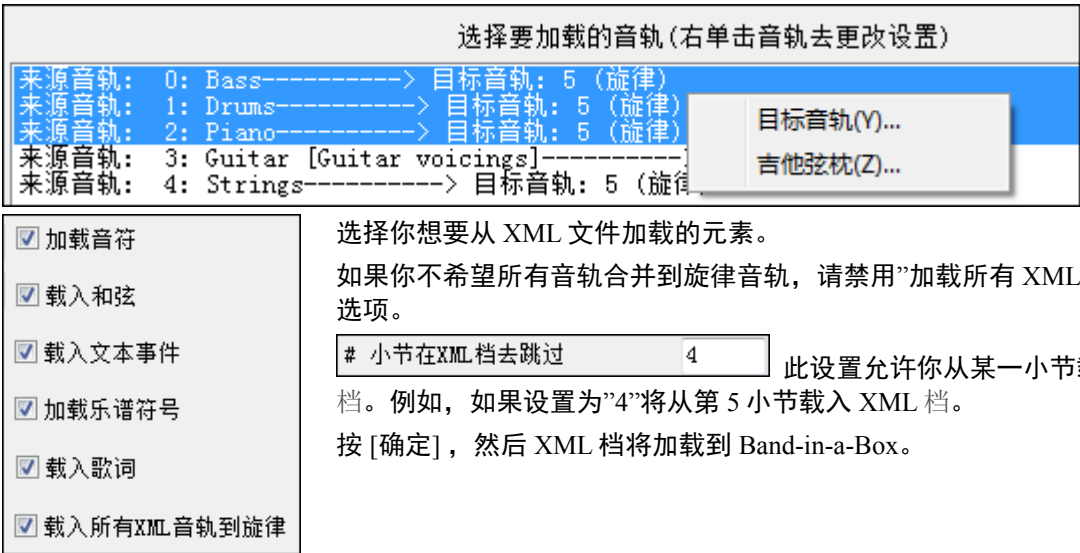 选择要加载的音轨(右单击音轨去更改设置)
来源音轨: 0: Bass----------> 目标音轨: 5 (旋律)
来源音轨: 1: Drums----------> 目标音轨: 5 (旋律)
来源音轨: 2: Piano----------> 目标音轨: 5 (旋律)
来源音轨: 3: Guitar [Guitar voicings]----------
来源音轨: 4: Strings----------> 目标音轨: 5 (旋律
目标音轨(Y)...
吉他弦枕(Z)...
加载音符
载入和弦
载入文本事件
加载乐谱符号
载入歌词
载入所有XML音轨到旋律
选择你想要从 XML 文件加载的元素。
如果你不希望所有音轨合并到旋律音轨，请禁用”加载所有 XML
选项。
# 小节在XML档去跳过 4 此设置允许你从某一小节
档。例如，如果设置为”4”将从第 5 小节载入 XML 档。
按 [确定] ，然后 XML 档将加载到 Band-in-a-Box。